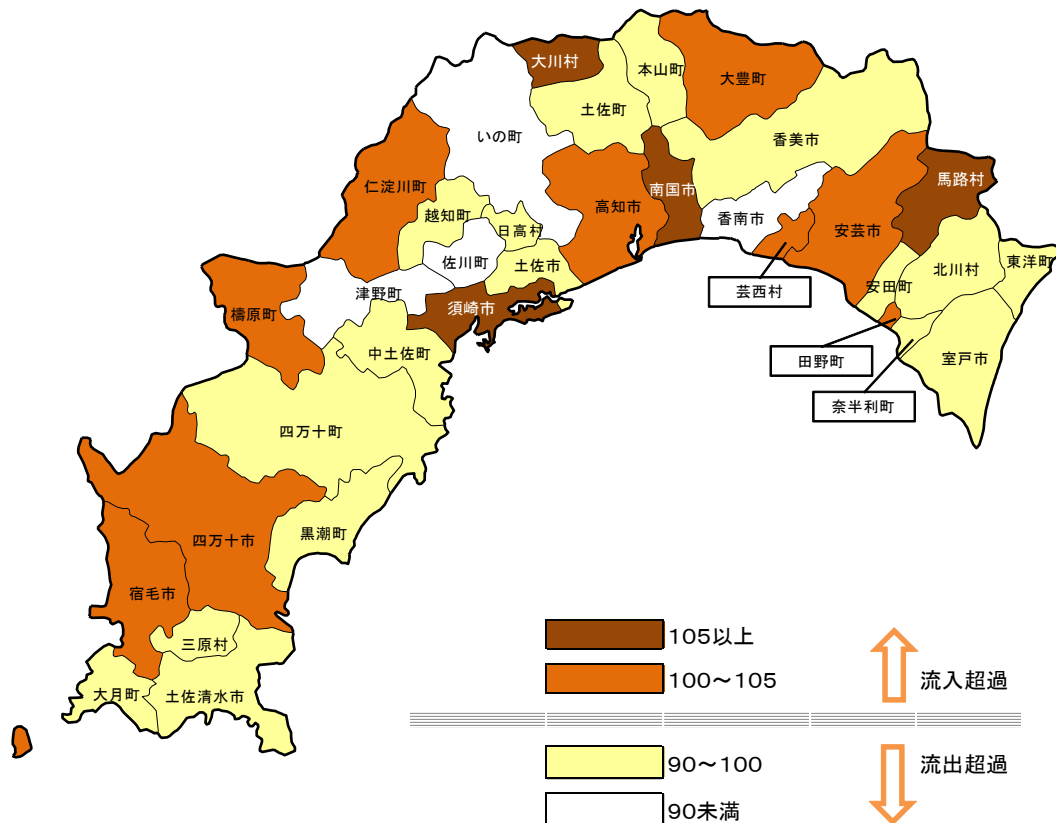 大川村
本山町
大豊町
土佐町
いの町
香美市
仁淀川町
南国市
馬路村
高知市
越知町
香南市
安芸市
日高村
佐川町
土佐市
北川村
東洋町
安田町
芸西村
津野町
檮原町
須崎市
中土佐町
田野町
室戸市
奈半利町
四万十町
黒潮町
四万十市
宿毛市
三原村
大月町
土佐清水市
105以上
100～105
流入超過
90～100
流出超過
90未満